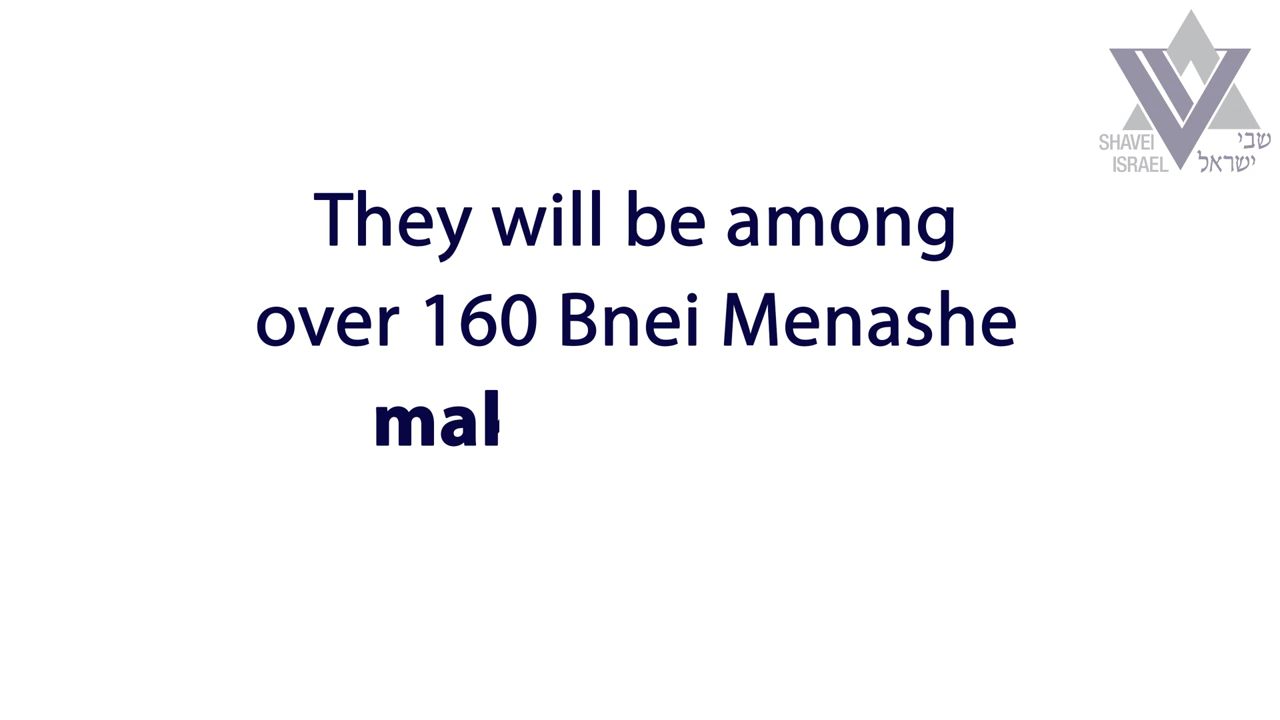 They will be among
over 160 Bnei Menashe
SHAVEI
ISRAEL
שבי
ישראל